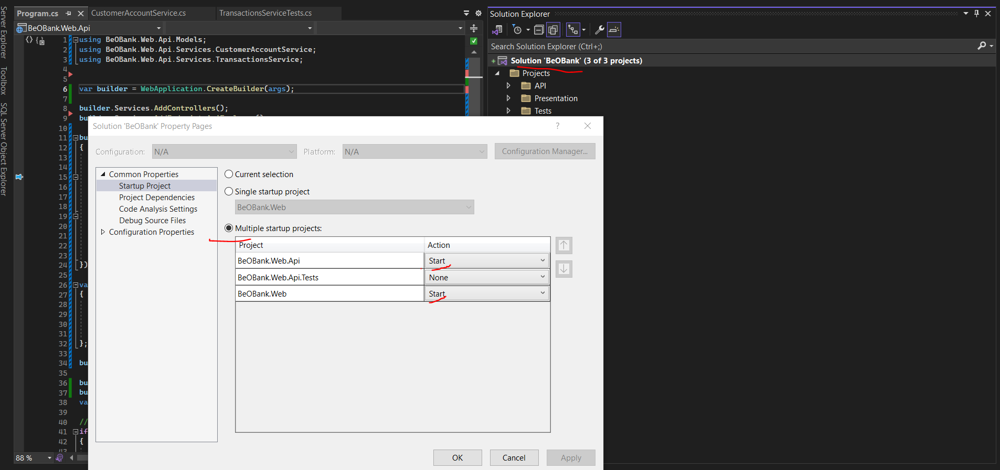 Server Explorer
Toolbox
SQL Server Object Explorer
Program.cs
CustomerAccountService.cs
TransactionsServiceTests.cs
BeOBank.Web.Api
1 using BeOBank.Web.Api.Models;
2 using BeOBank.Web.Api.Services.CustomerAccountService;
3 using BeOBank.Web.Api.Services.TransactionsService;
4
5
6 var builder = WebApplication.CreateBuilder(args);
7
8 builder.Services.AddControllers();
9 bu
10
11 bu
12 {
13
14
15
16
17
18
19
20
21
22
23
24 })
25
26 va
27 {
28
29
30
31
32 };
33
34 bu
35
36 bu
37 bu
38 va
39
40 //
41 if
42 {
43
88 %
Solution Explorer
Search Solution Explorer (Ctrl+;)
Solution 'BeOBank' (3 of 3 projects)
Projects
API
Presentation
Tests
Solution 'BeOBank' Property Pages
?
Configuration: N/A Platform: N/A Configuration Manager...
Common Properties
Startup Project
Project Dependencies
Code Analysis Settings
Debug Source Files
Configuration Properties
Current selection
Single startup project
BeOBank.Web
Multiple startup projects:
Project Action
BeOBank.Web.Api Start
BeOBank.Web.Api.Tests None
BeOBank.Web Start
OK Cancel Apply